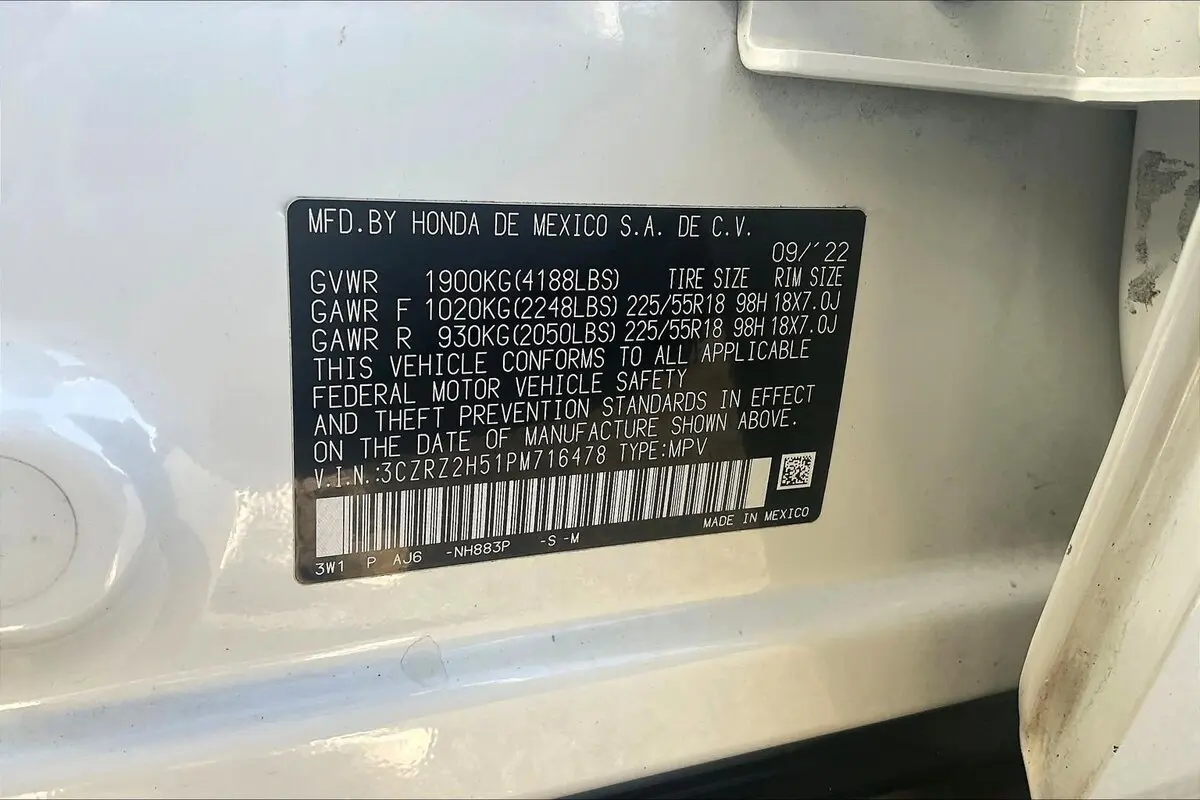 MFD.BY HONDA DE MEXICO S.A. DE C.V.
09/´22
GVWR 1900KG(4188LBS) TIRE SIZE RIM SIZE
GAWR F 1020KG(2248LBS) 225/55R18 98H 18X7.0J
GAWR R 930KG(2050LBS) 225/55R18 98H 18X7.0J
THIS VEHICLE CONFORMS TO ALL APPLICABLE
FEDERAL MOTOR VEHICLE SAFETY
AND THEFT PREVENTION STANDARDS IN EFFECT
ON THE DATE OF MANUFACTURE SHOWN ABOVE.
V.I.N.:3CZRZ2H51PM716478 TYPE:MPV
MADE IN MEXICO
3W1 P AJ6 -NH883P -S -M